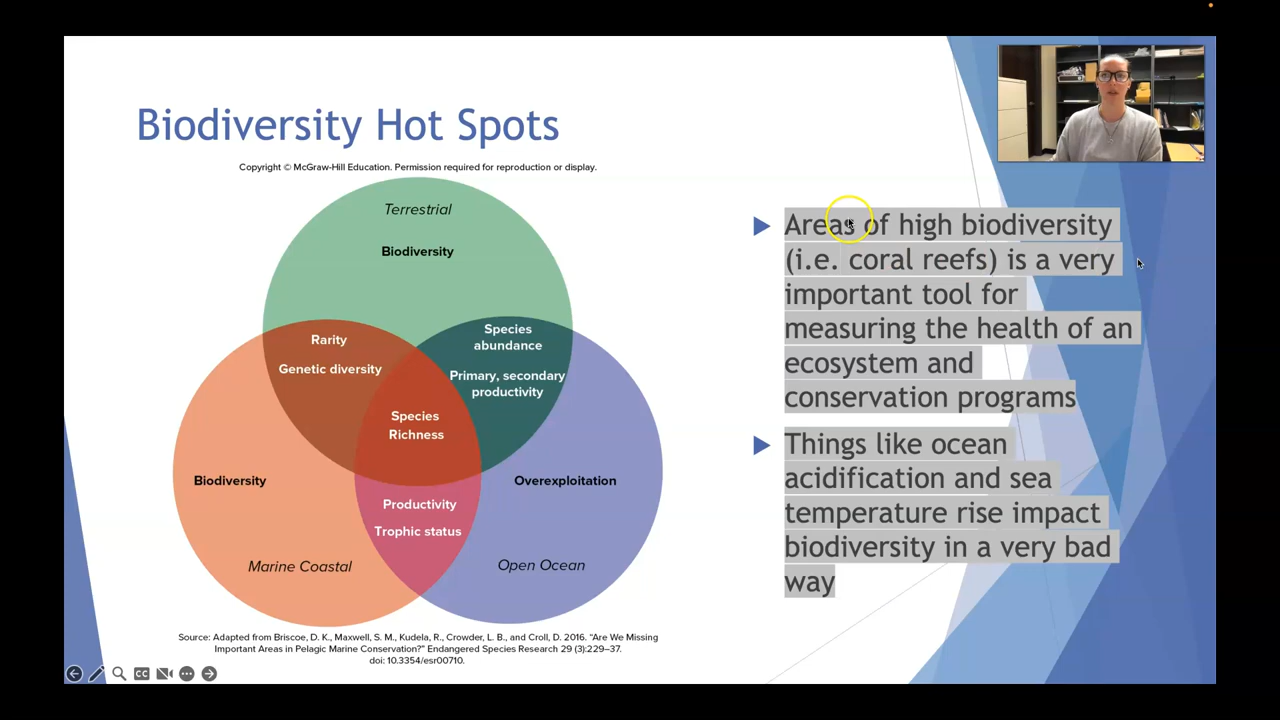 Biodiversity Hot Spots
Copyright © McGraw-Hill Education. Permission required for reproduction or display.
Terrestrial
Biodiversity
Rarity
Genetic diversity
Species
abundance
Primary, secondary
productivity
Species
Richness
Biodiversity
Overexploitation
Productivity
Trophic status
Marine Coastal
Open Ocean
Source: Adapted from Briscoe, D. K., Maxwell, S. M., Kudela, R., Crowder, L. B., and Croll, D. 2016. “Are We Missing
Important Areas in Pelagic Marine Conservation?” Endangered Species Research 29 (3):229–37.
doi: 10.3354/esr00710.
Areas of high biodiversity
(i.e. coral reefs) is a very
important tool for
measuring the health of an
ecosystem and
conservation programs
Things like ocean
acidification and sea
temperature rise impact
biodiversity in a very bad
way
CC